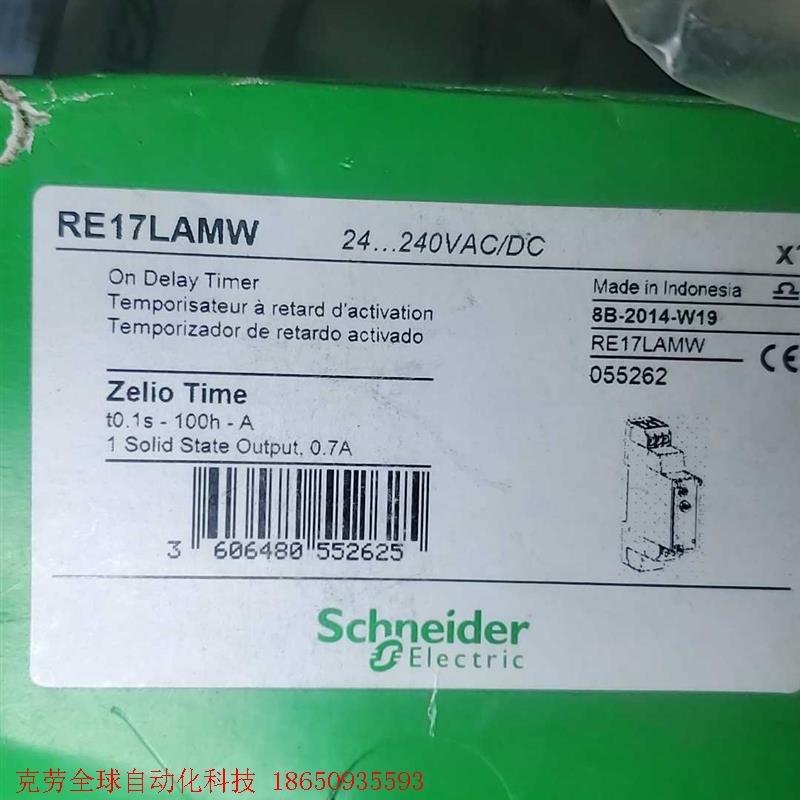 RE17LAMW 24...240VAC/DC X1
On Delay Timer
Temporisateur à retard d'activation
Temporizador de retardo activado
Made in Indonesia
8B-2014-W19
RE17LAMW
055262
CE
Zelio Time
t0.1s - 100h - A
1 Solid State Output, 0.7A
3 606480 552625
Schneider
Electric
克劳全球自动化科技 18650935593